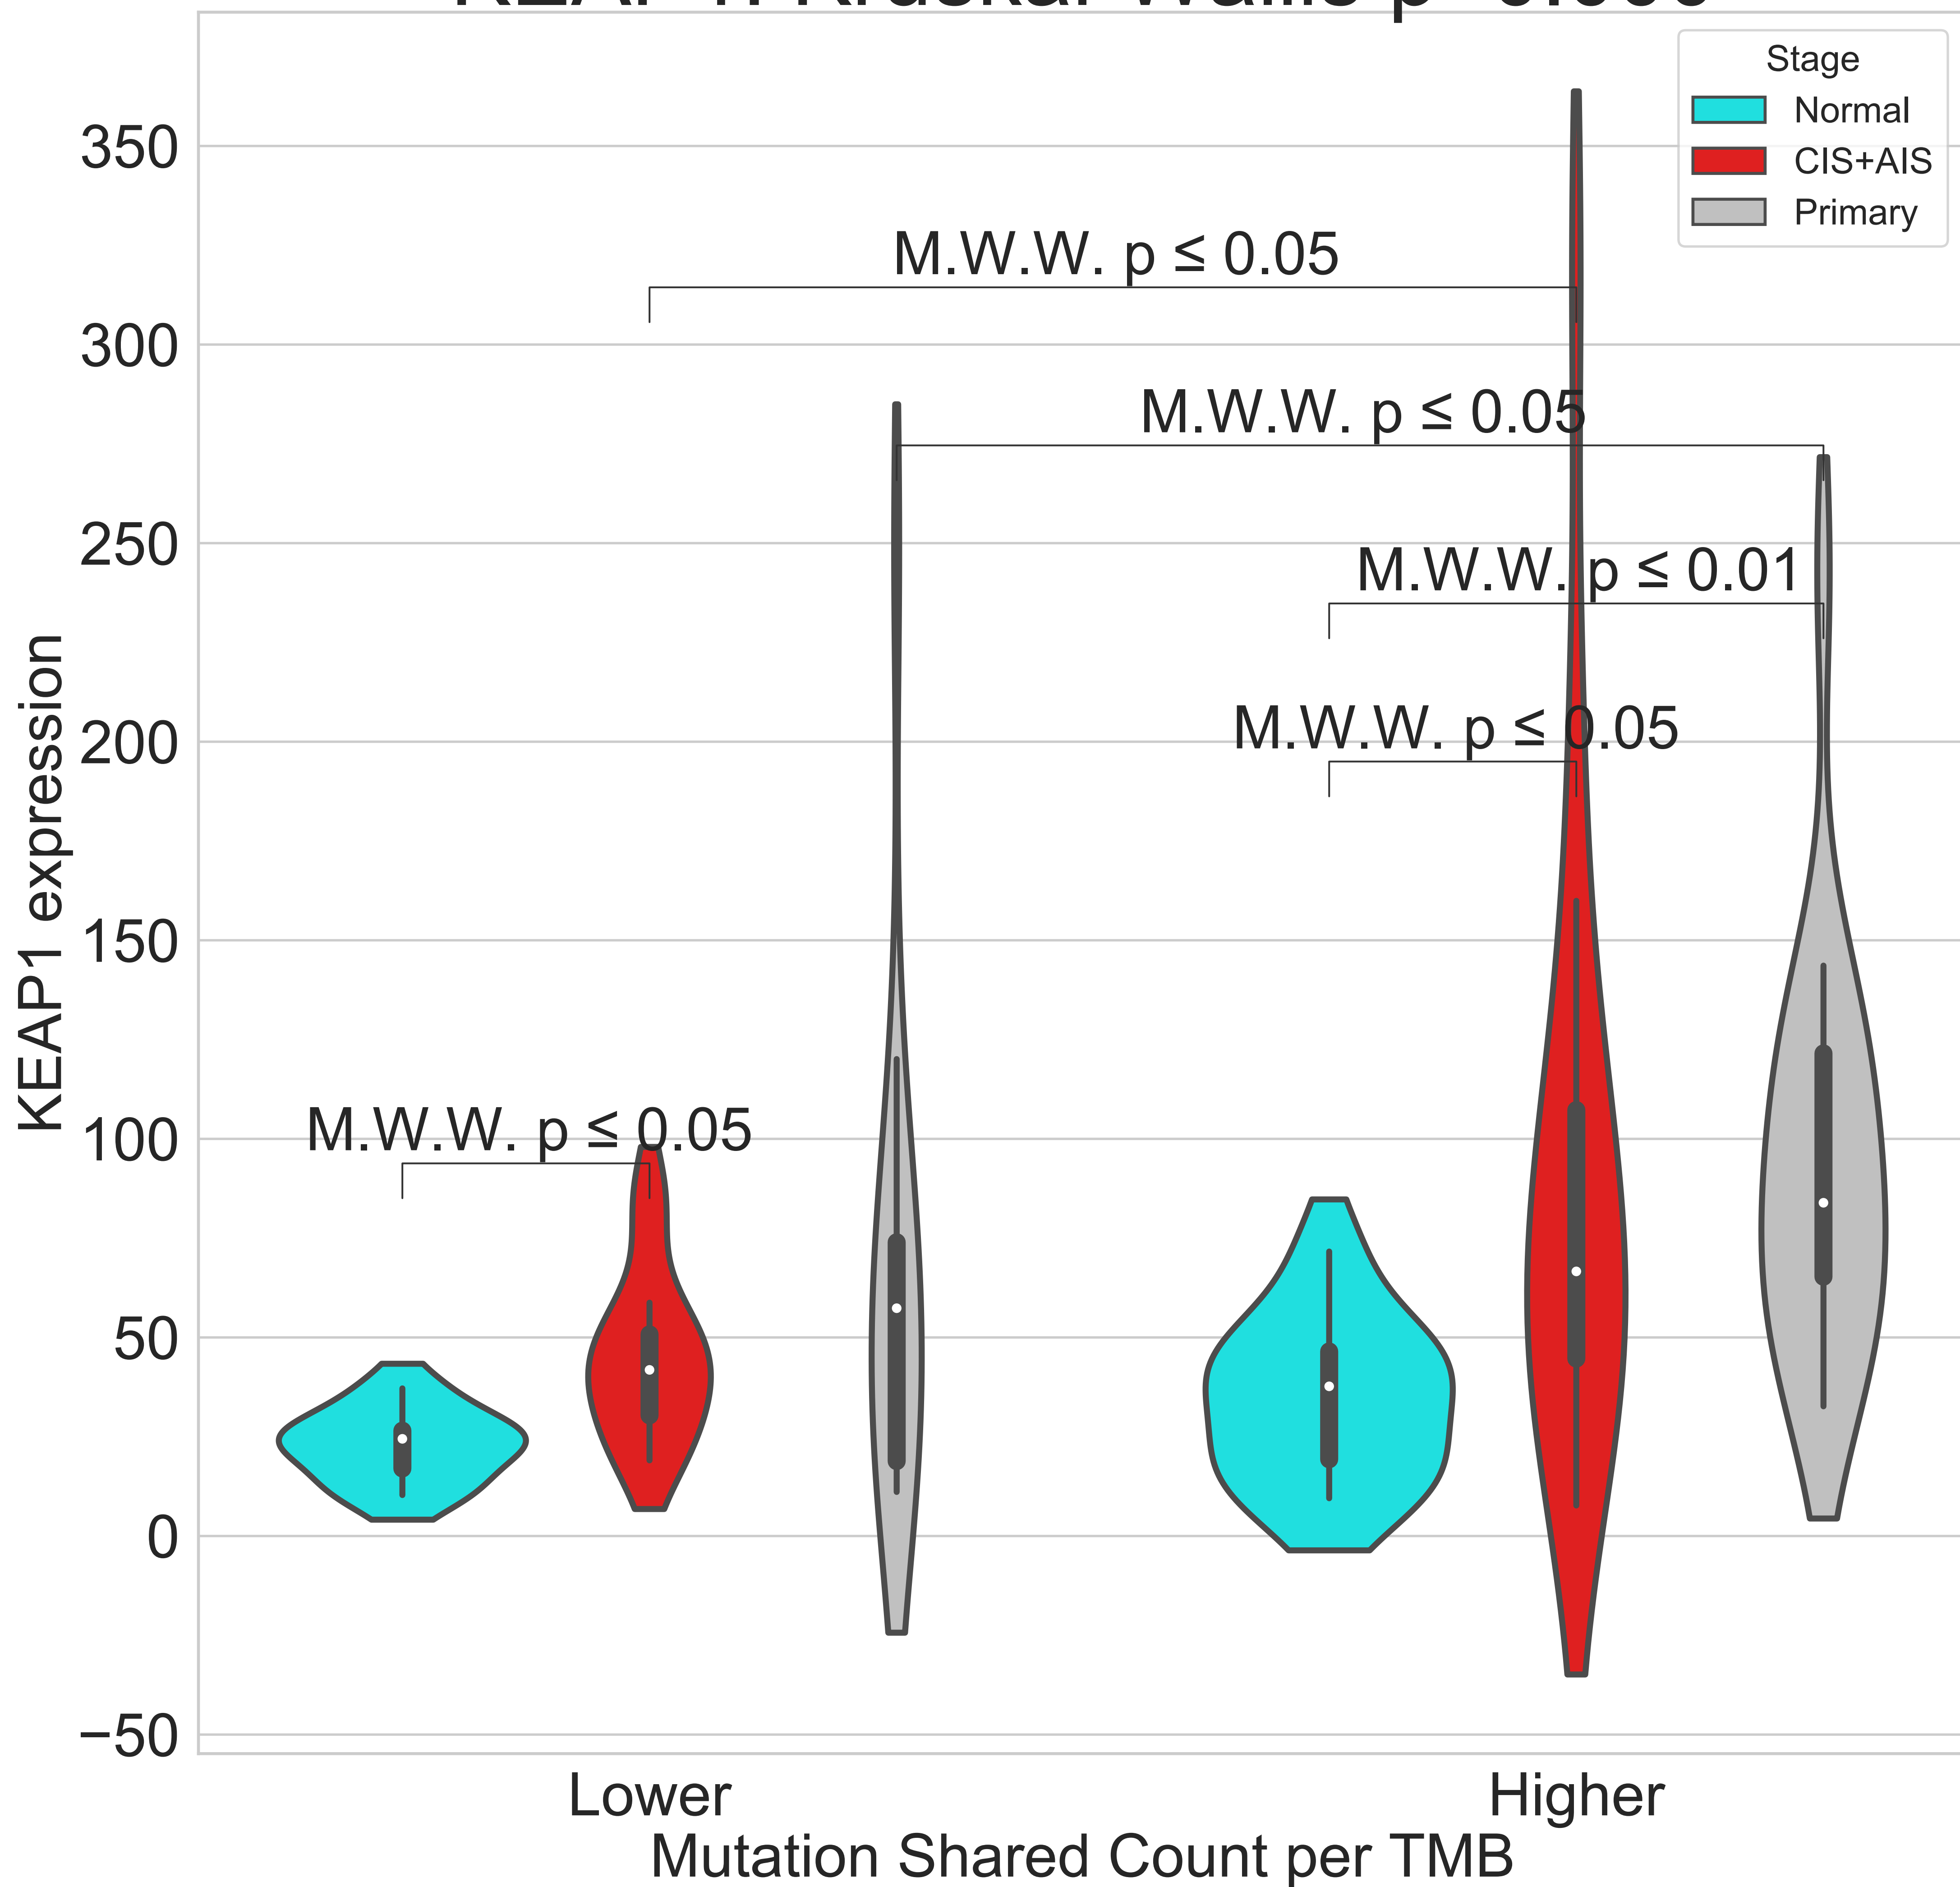 Stage
Normal
CIS+AIS
Primary
350
300
250
200
150
100
50
0
−50
KEAP1 expression
M.W.W. p ≤ 0.05
M.W.W. p ≤ 0.05
M.W.W. p ≤ 0.01
M.W.W. p ≤ 0.05
M.W.W. p ≤ 0.05
Lower
Higher
Mutation Shared Count per TMB